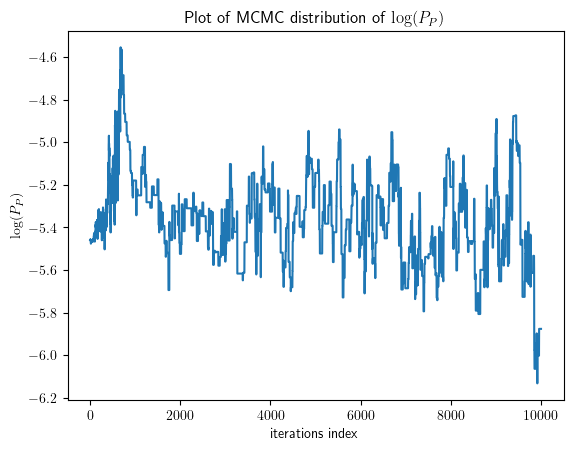 Plot of MCMC distribution of log(P_P)
−4.6
−4.8
−5.0
−5.2
−5.4
−5.6
−5.8
−6.0
−6.2
log(P_P)
0 2000 4000 6000 8000 10000
iterations index